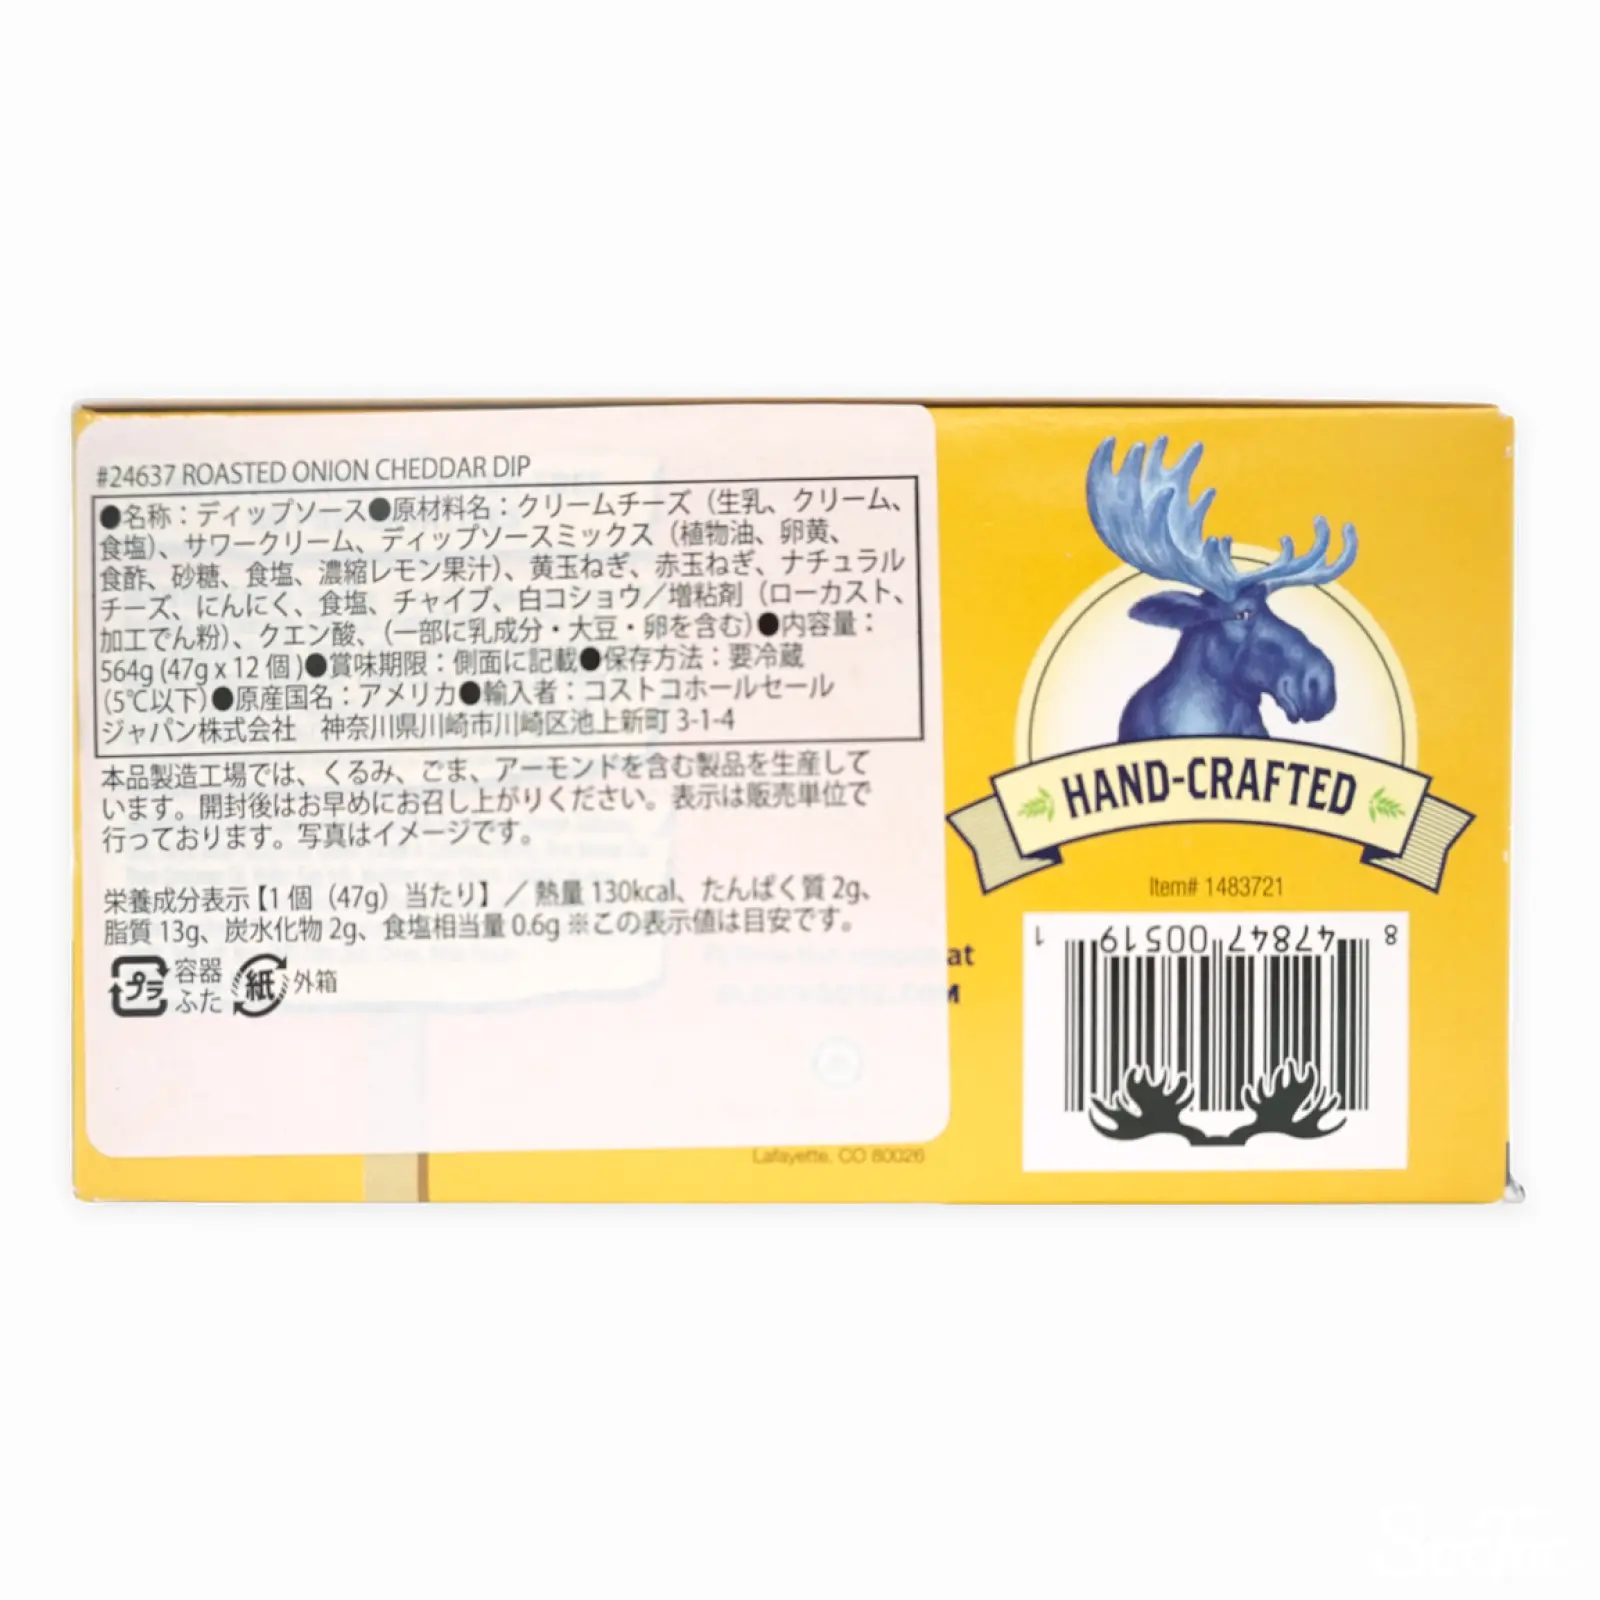 #24637 ROASTED ONION CHEDDAR DIP
●名称：ディップソース●原材料名：クリームチーズ（生乳、クリーム、
食塩）、サワークリーム、ディップソースミックス（植物油、卵黄、
食酢、砂糖、食塩、濃縮レモン果汁）、黄玉ねぎ、赤玉ねぎ、ナチュラル
チーズ、にんにく、食塩、チャイブ、白コショウ／増粘剤（ローカスト、
加工でん粉）、クエン酸、（一部に乳成分・大豆・卵を含む）●内容量：
564g (47g x 12 個 )●賞味期限：側面に記載●保存方法：要冷蔵
(5℃以下)●原産国名：アメリカ●輸入者：コストコホールセール
ジャパン株式会社　神奈川県川崎市川崎区池上新町 3-1-4
本品製造工場では、くるみ、ごま、アーモンドを含む製品を生産して
います。開封後はお早めにお召し上がりください。表示は販売単位で
行っております。写真はイメージです。
栄養成分表示【1 個（47g）当たり】／ 熱量 130kcal、たんぱく質 2g、
脂質 13g、炭水化物 2g、食塩相当量 0.6g ※この表示値は目安です。
プラ 容器 ふた 紙 外箱
at
M
Lafayette, CO 80026
HAND-CRAFTED
Item# 1483721
8 47847 00519 1